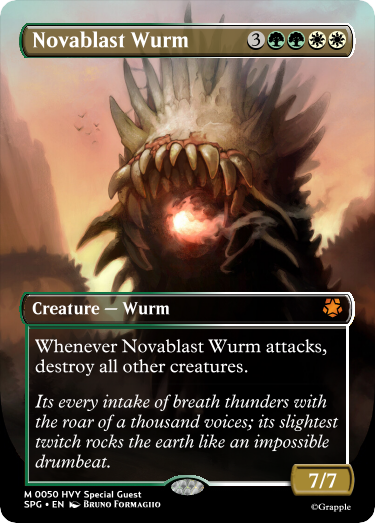 Novablast Wurm 3
Creature — Wurm
Whenever Novablast Wurm attacks,
destroy all other creatures.
Its every intake of breath thunders with
the roar of a thousand voices; its slightest
twitch rocks the earth like an impossible
drumbeat.
7/7
M 0050 HVY Special Guest
SPG • EN Bruno Formagiio
©Grapple